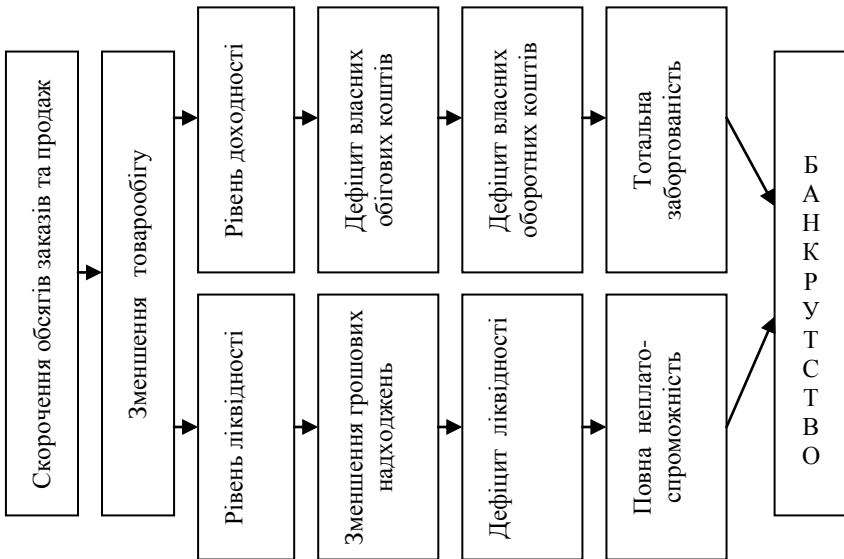 Скорочення обсягів заказів та продаж
Зменшення товарообігу
Рівень доходності
Дефіцит власних
обігових коштів
Дефіцит власних
оборотних коштів
Тотальна
заборгованість
Рівень ліквідності
Зменшення грошових
надходжень
Дефіцит ліквідності
Повна неплато-
спроможність
БАНКРУТСТВО